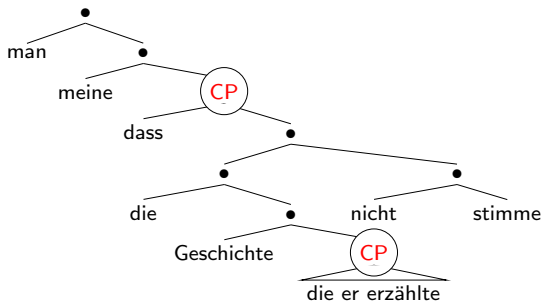 man
meine
CP
dass
die
nicht
stimme
Geschichte
CP
die er erzählte